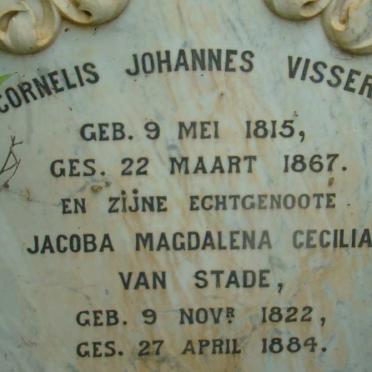 CORNELIS JOHANNES VISSER
GEB. 9 MEI 1815,
GES. 22 MAART 1867.
EN ZIJNE ECHTGENOOTE
JACOBA MAGDALENA CECILIA
VAN STADE,
GEB. 9 NOVR. 1822,
GES. 27 APRIL 1884.